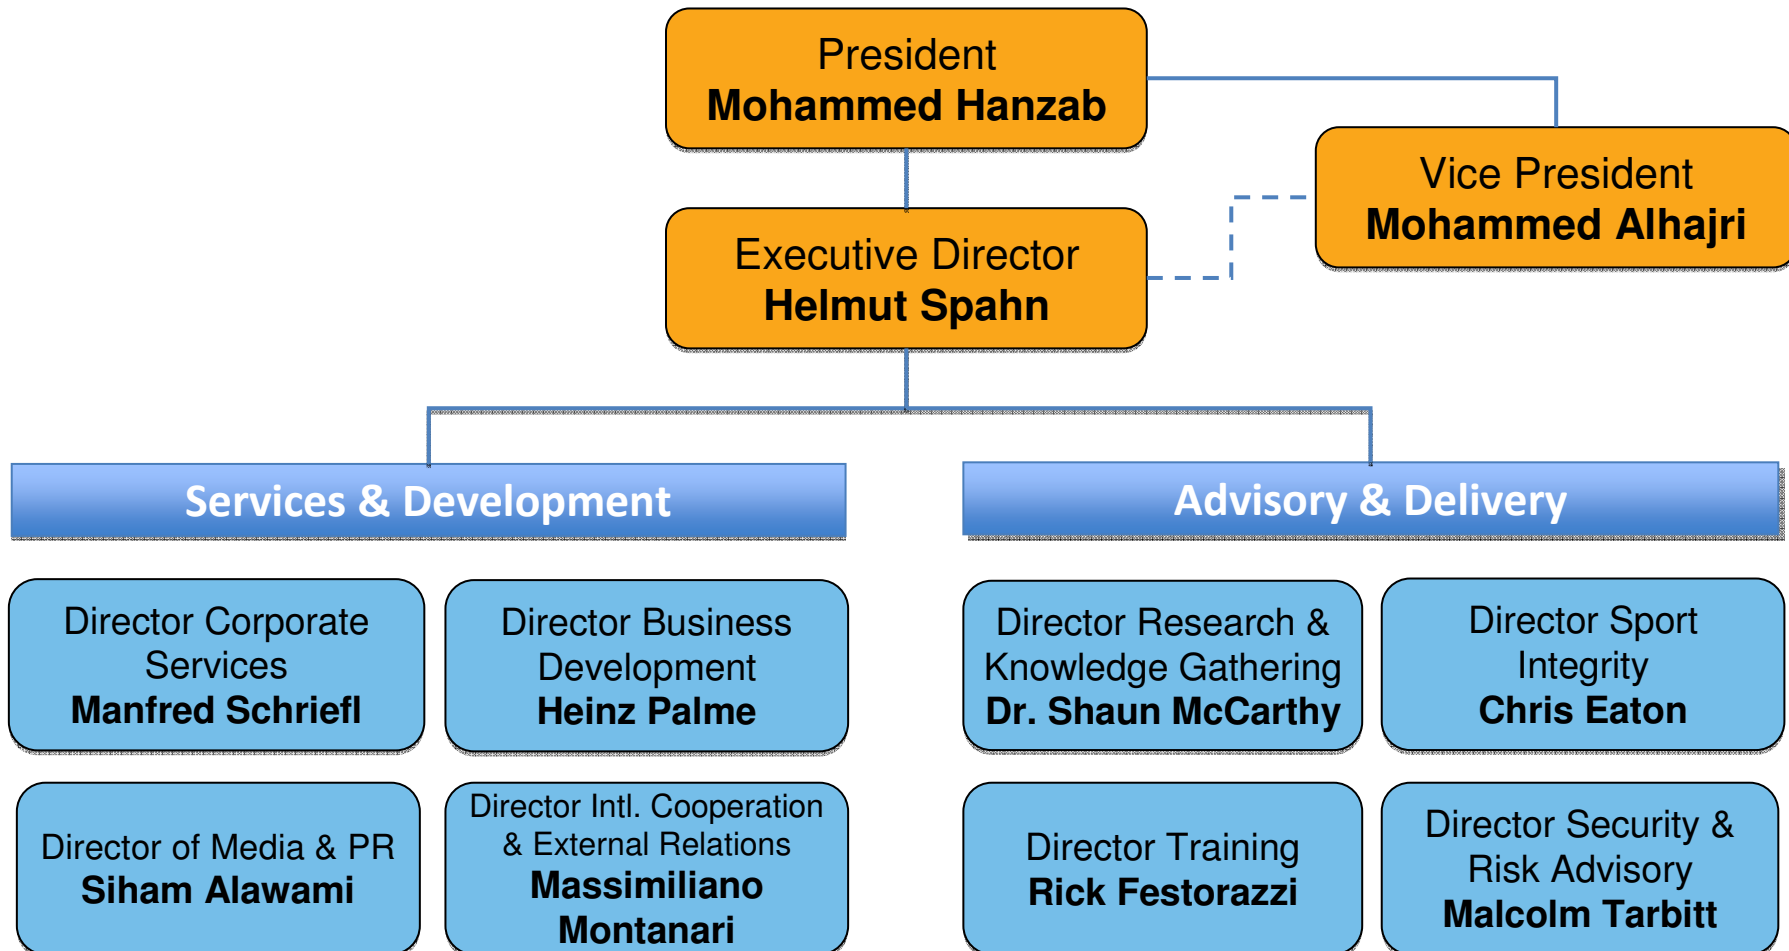 President
Mohammed Hanzab
Vice President
Mohammed Alhajri
Executive Director
Helmut Spahn
Services & Development
Advisory & Delivery
Director Corporate
Services
Manfred Schriefl
Director Business
Development
Heinz Palme
Director Research &
Knowledge Gathering
Dr. Shaun McCarthy
Director Sport
Integrity
Chris Eaton
Director of Media & PR
Siham Alawami
Director Intl. Cooperation
& External Relations
Massimiliano
Montanari
Director Training
Rick Festorazzi
Director Security &
Risk Advisory
Malcolm Tarbitt